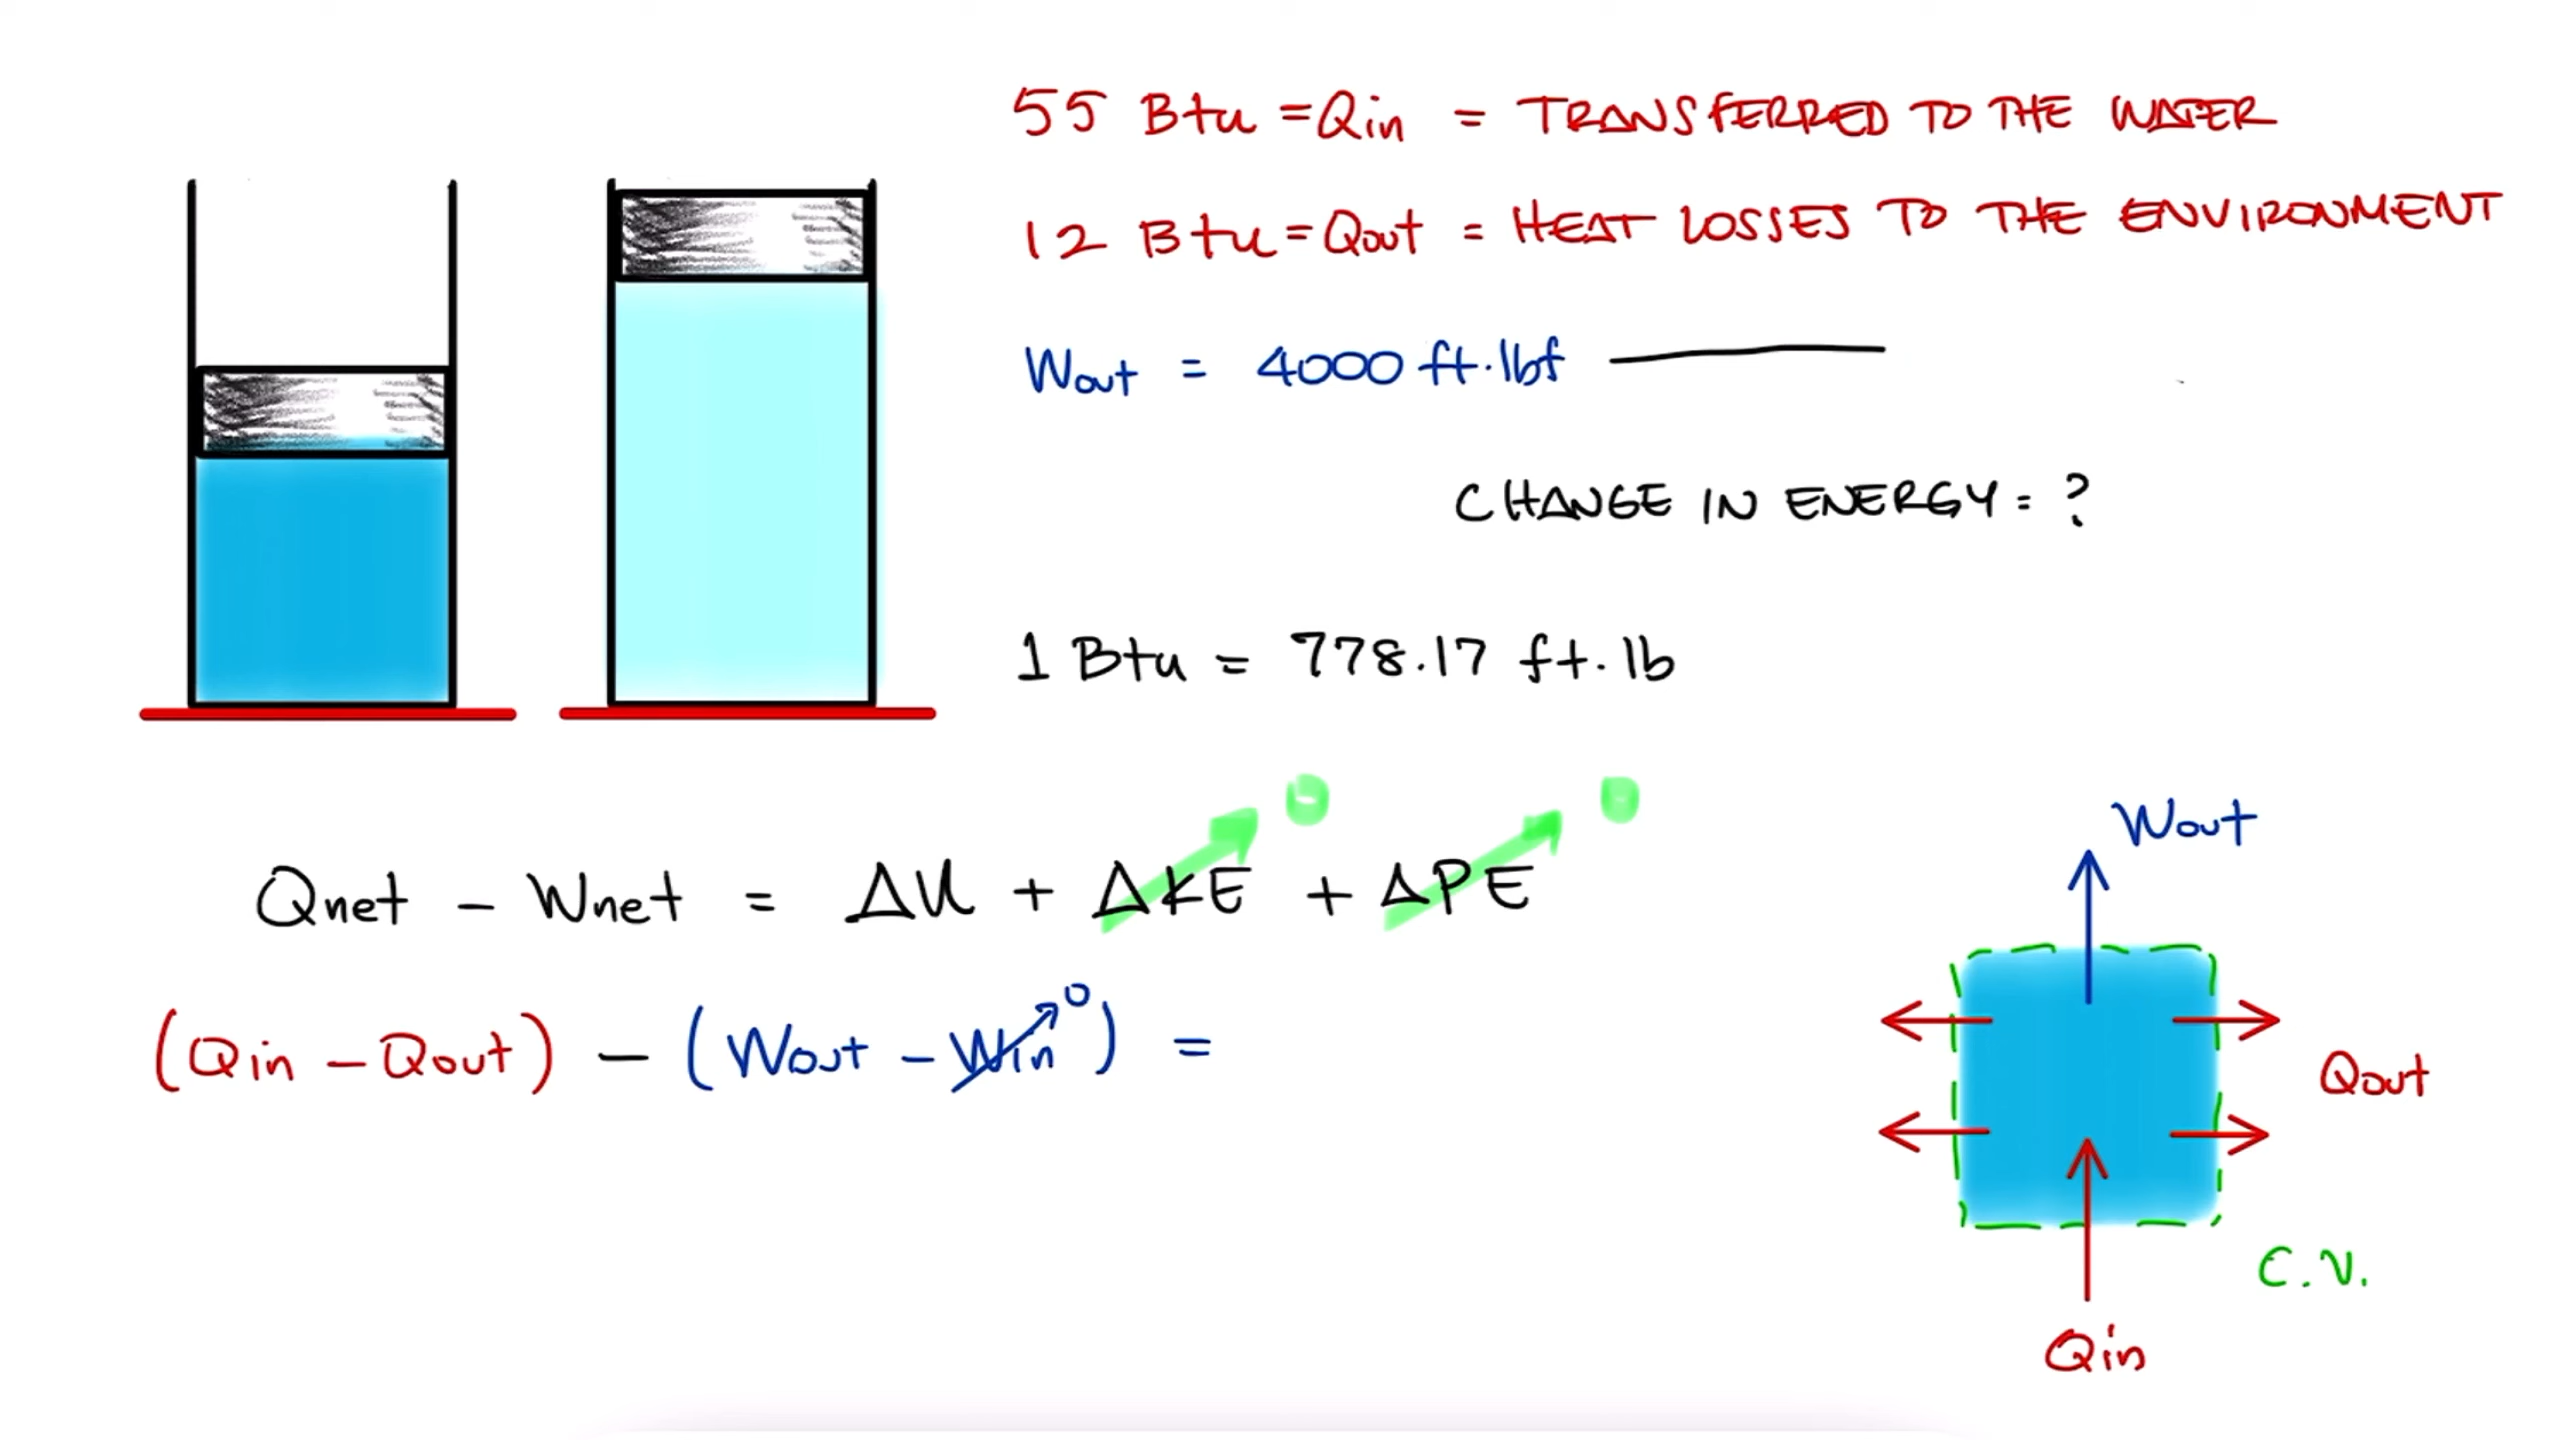 55 Btu = Qin = TRANSFERRED TO THE WATER
12 Btu = Qout = HEAT LOSSES TO THE ENVIRONMENT
Wout = 4000 ft.lbf
CHANGE IN ENERGY = ?
1 Btu = 778.17 ft.lb
0 0
Qnet - Wnet = ΔU + ΔKE + ΔPE
(Qin - Qout) - (Wout - Win⁰) =
Wout
Qout
C.V.
Qin